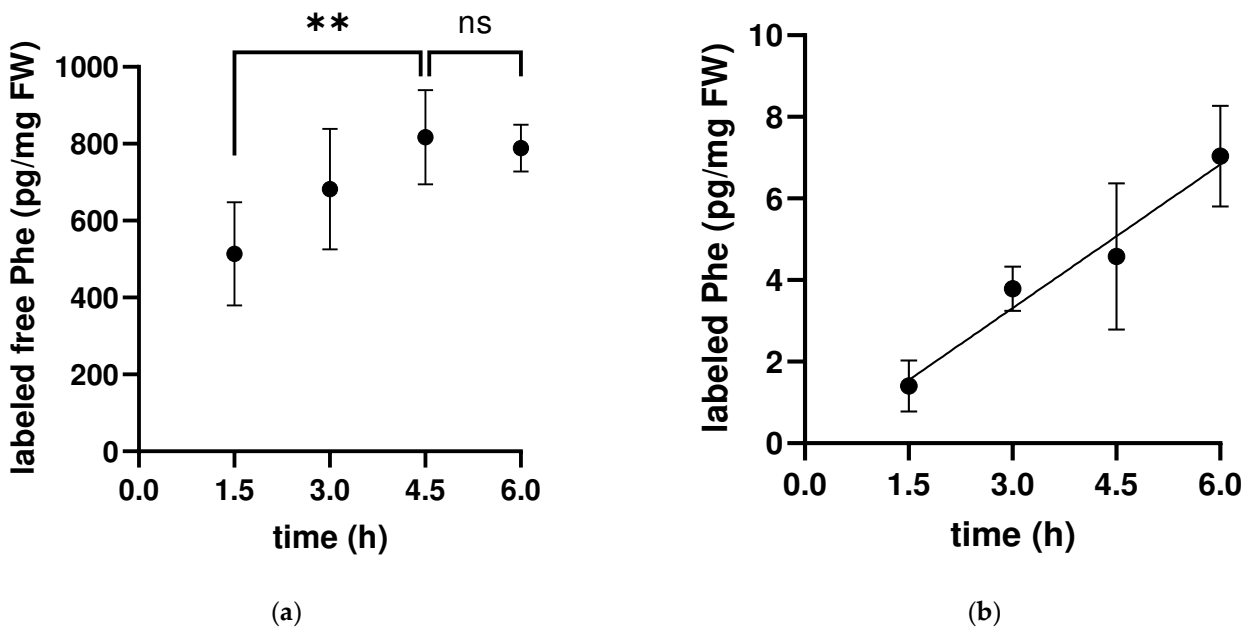 ** ns
labeled free Phe (pg/mg FW)
1000
800
600
400
200
0
0.0 1.5 3.0 4.5 6.0
time (h)
(a)
labeled Phe (pg/mg FW)
10
8
6
4
2
0
0.0 1.5 3.0 4.5 6.0
time (h)
(b)